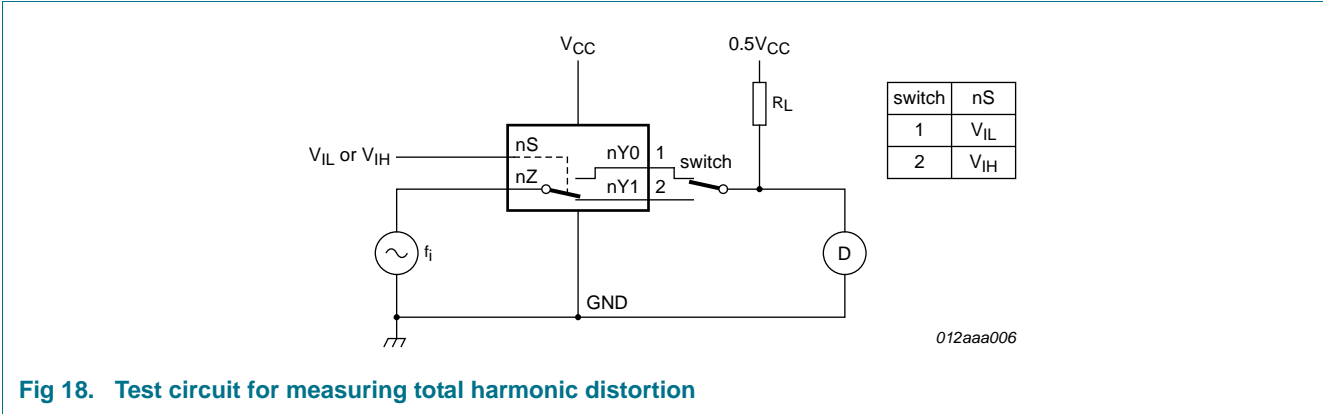 VCC
0.5VCC
RL
switch nS
1 VIL
2 VIH
VIL or VIH
nS
nZ
nY0 1
nY1 2
switch
fi
D
GND
012aaa006
Fig 18. Test circuit for measuring total harmonic distortion